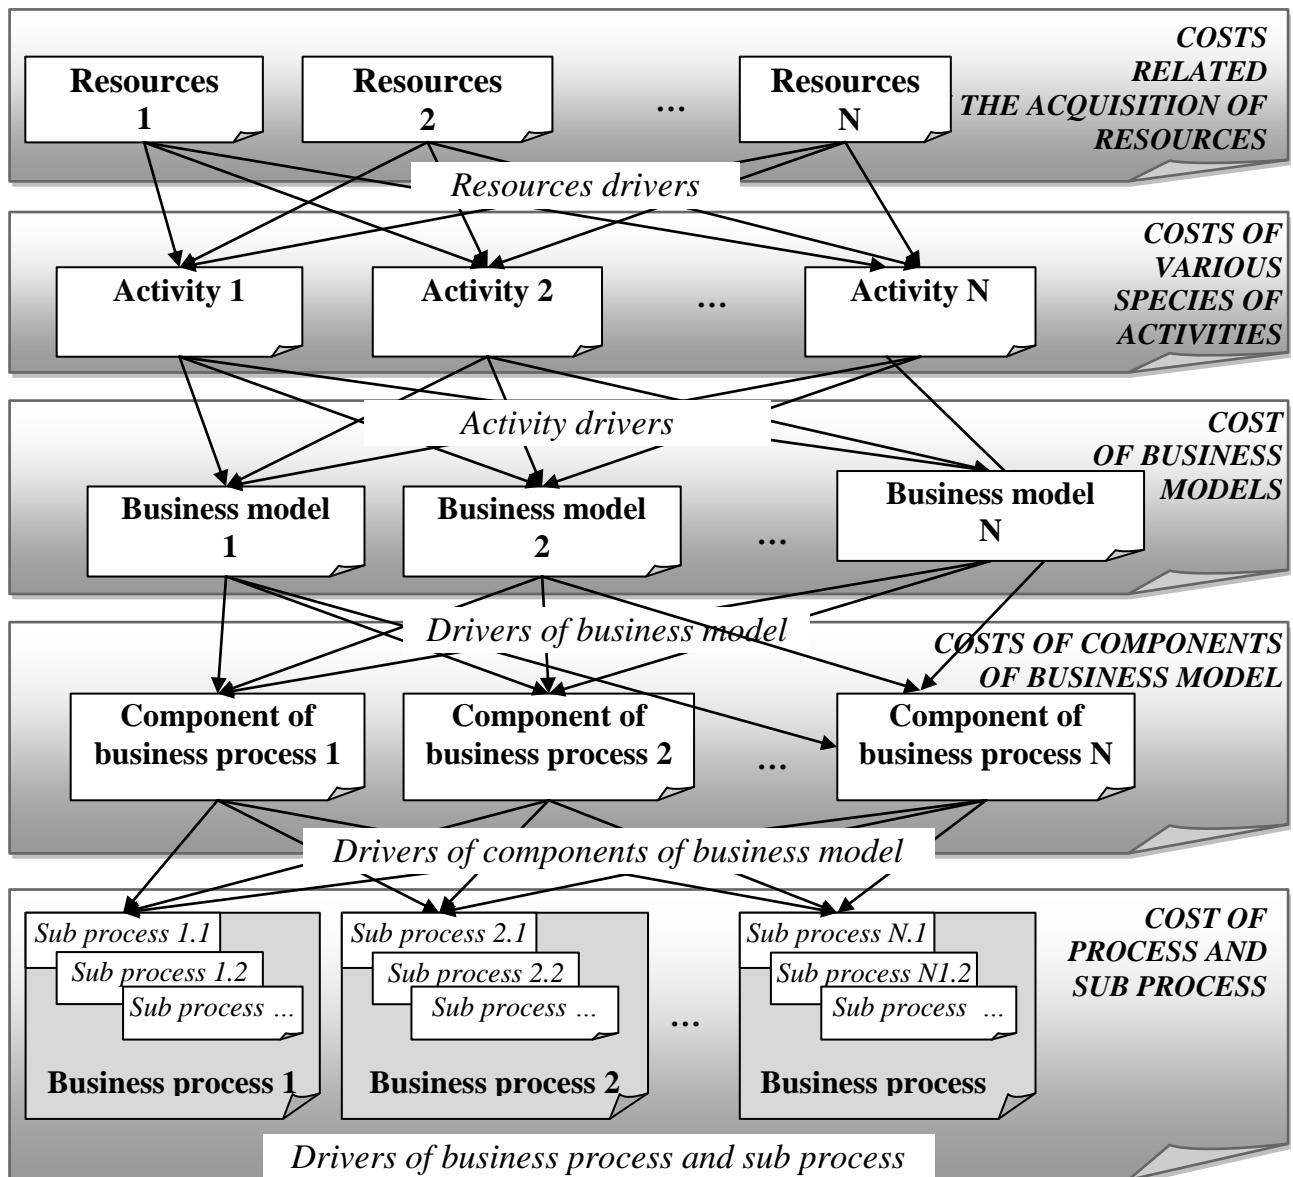 COSTS
RELATED
THE ACQUISITION OF
RESOURCES
Resources
1
Resources
2
...
Resources
N
Resources drivers
COSTS OF
VARIOUS
SPECIES OF
ACTIVITIES
Activity 1
Activity 2
...
Activity N
Activity drivers
COST
OF BUSINESS
MODELS
Business model
1
Business model
2
...
Business model
N
Drivers of business model
COSTS OF COMPONENTS
OF BUSINESS MODEL
Component of
business process 1
Component of
business process 2
...
Component of
business process N
Drivers of components of business model
COST OF
PROCESS AND
SUB PROCESS
Sub process 1.1
Sub process 1.2
Sub process ...
Business process 1
Sub process 2.1
Sub process 2.2
Sub process ...
Business process 2
...
Sub process N.1
Sub process N1.2
Sub process ...
Business process
Drivers of business process and sub process